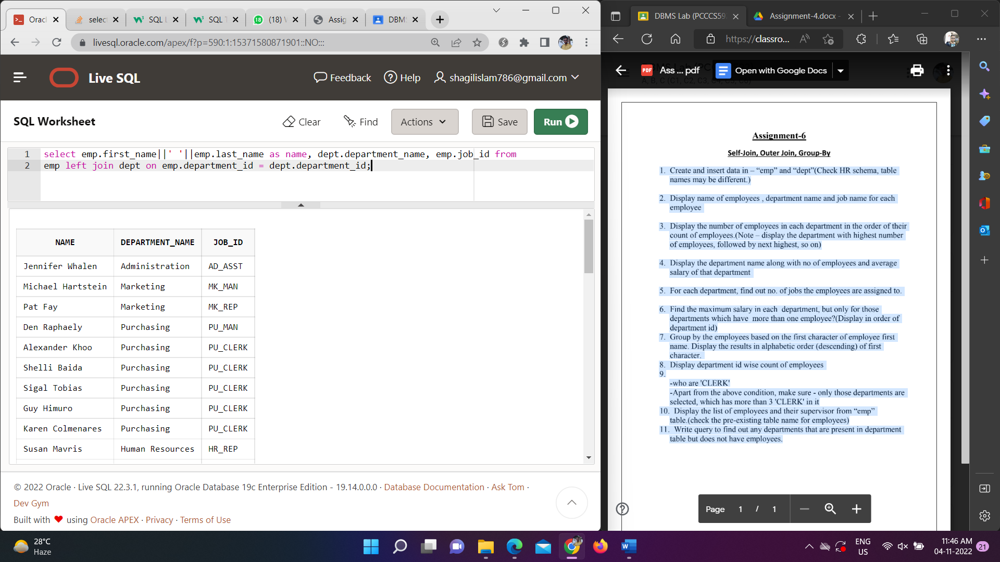 Oracl
selec
SQL L
SQL T
(18) W
Assig
DBM
livesql.oracle.com/apex/f?p=590:1:15371580871901::NO:::
Live SQL
Feedback
Help
shagilislam786@gmail.com
SQL Worksheet
Clear
Find
Actions
Save
Run
1 select emp.first_name||' '||emp.last_name as name, dept.department_name, emp.job_id from
2 emp left join dept on emp.department_id = dept.department_id;
NAME DEPARTMENT_NAME JOB_ID
Jennifer Whalen Administration AD_ASST
Michael Hartstein Marketing MK_MAN
Pat Fay Marketing MK_REP
Den Raphaely Purchasing PU_MAN
Alexander Khoo Purchasing PU_CLERK
Shelli Baida Purchasing PU_CLERK
Sigal Tobias Purchasing PU_CLERK
Guy Himuro Purchasing PU_CLERK
Karen Colmenares Purchasing PU_CLERK
Susan Mavris Human Resources HR_REP
© 2022 Oracle · Live SQL 22.3.1, running Oracle Database 19c Enterprise Edition - 19.14.0.0.0 · Database Documentation · Ask Tom ·
Dev Gym
Built with ❤ using Oracle APEX · Privacy · Terms of Use
DBMS Lab (PCCCS59
Assignment-4.docx -
https://classro...
PDF
Ass ... pdf
Open with Google Docs
Assignment-6
Self-Join, Outer Join, Group-By
1. Create and insert data in – “emp” and “dept”(Check HR schema, table
names may be different.)
2. Display name of employees , department name and job name for each
employee
3. Display the number of employees in each department in the order of their
count of employees.(Note – display the department with highest number
of employees, followed by next highest, so on)
4. Display the department name along with no of employees and average
salary of that department
5. For each department, find out no. of jobs the employees are assigned to.
6. Find the maximum salary in each department, but only for those
departments which have more than one employee?(Display in order of
department id)
7. Group by the employees based on the first character of employee first
name. Display the results in alphabetic order (descending) of first
character.
8. Display department id wise count of employees
9.
-who are 'CLERK'
-Apart from the above condition, make sure - only those departments are
selected, which has more than 3 'CLERK' in it
10. Display the list of employees and their supervisor from “emp”
table.(check the pre-existing table name for employees)
11. Write query to find out any departments that are present in department
table but does not have employees.
Page 1 / 1
28°C
Haze
ENG
US
11:46 AM
04-11-2022
21